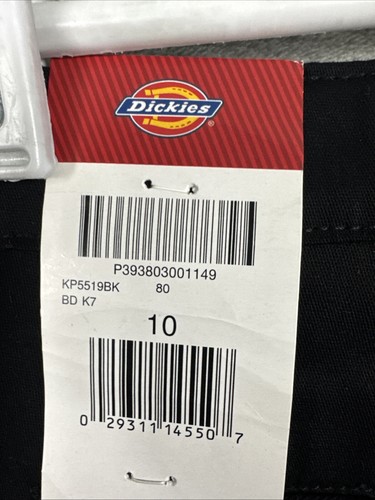 Dickies®
P393803001149
KP5519BK 80
BD K7
10
0 29311 14550 7